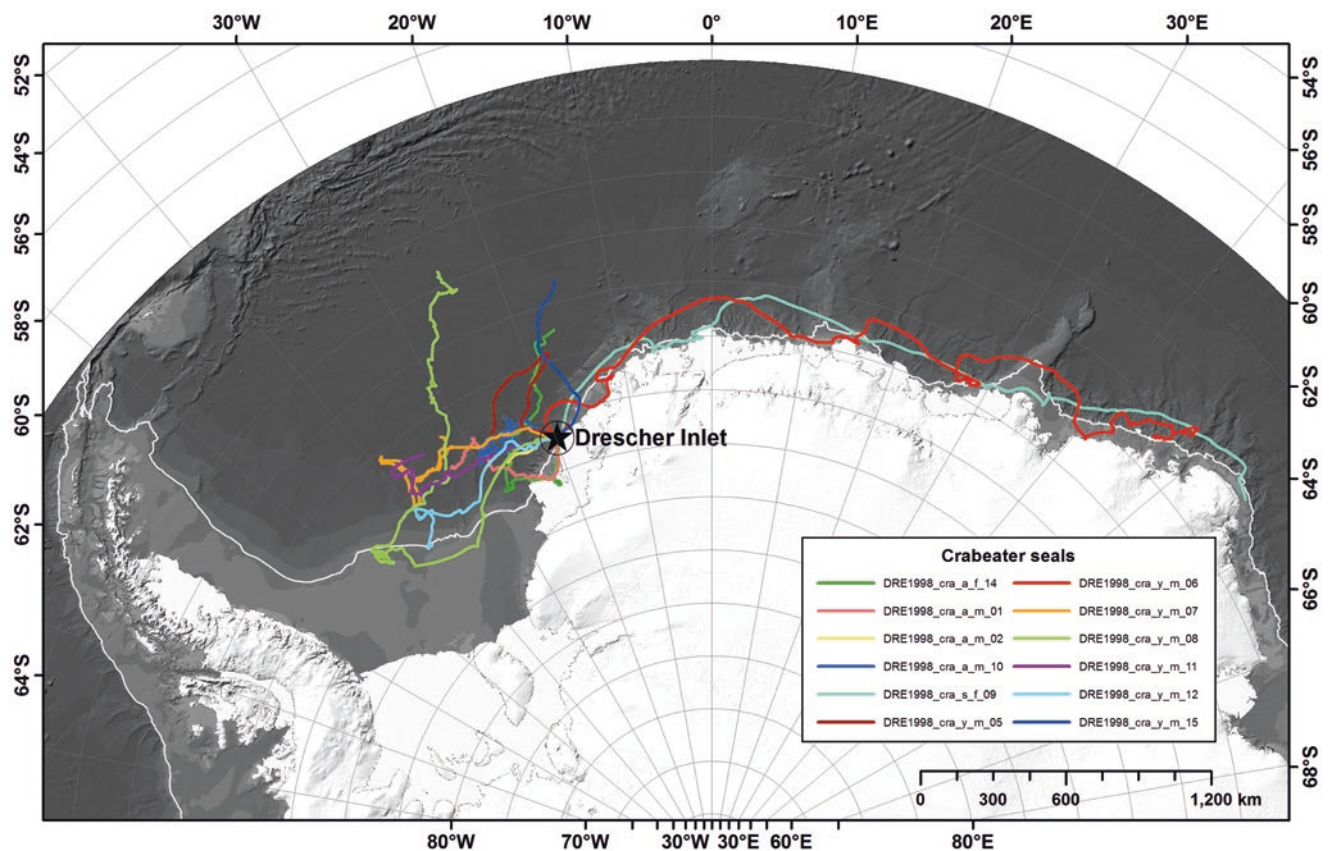 30°W 20°W 10°W 0° 10°E 20°E 30°E
52°S
54°S
56°S
58°S
60°S
62°S
64°S
54°S
56°S
58°S
60°S
62°S
64°S
66°S
68°S
Drescher Inlet
Crabeater seals
DRE1998_cra_a_f_14 DRE1998_cra_y_m_06
DRE1998_cra_a_m_01 DRE1998_cra_y_m_07
DRE1998_cra_a_m_02 DRE1998_cra_y_m_08
DRE1998_cra_a_m_10 DRE1998_cra_y_m_11
DRE1998_cra_s_f_09 DRE1998_cra_y_m_12
DRE1998_cra_y_m_05 DRE1998_cra_y_m_15
0 300 600 1,200 km
80°W 70°W 30°W 30°E 60°E 80°E